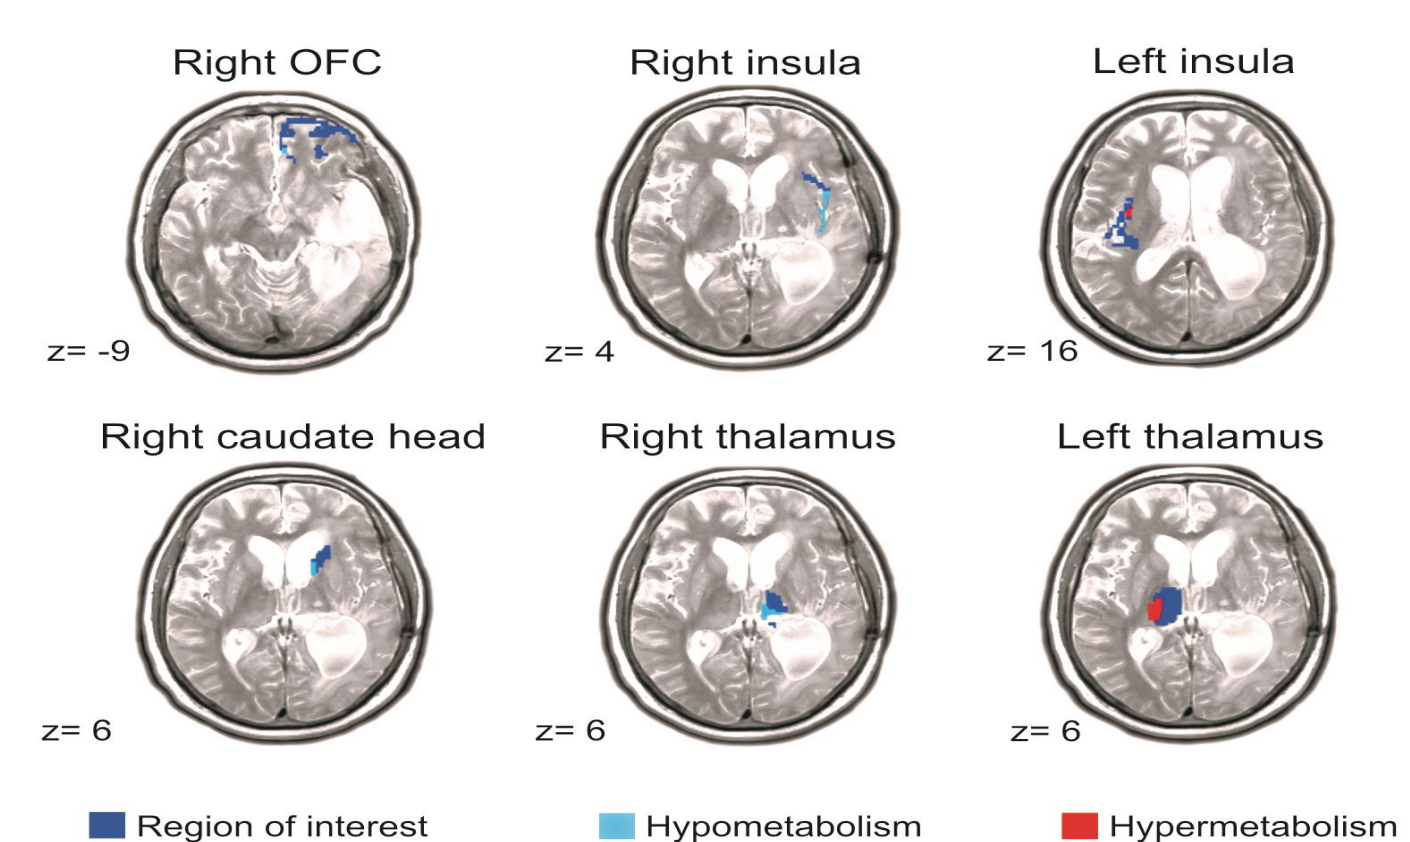 Right OFC
Right insula
Left insula
z= -9
z= 4
z= 16
Right caudate head
Right thalamus
Left thalamus
z= 6
z= 6
z= 6
Region of interest
Hypometabolism
Hypermetabolism